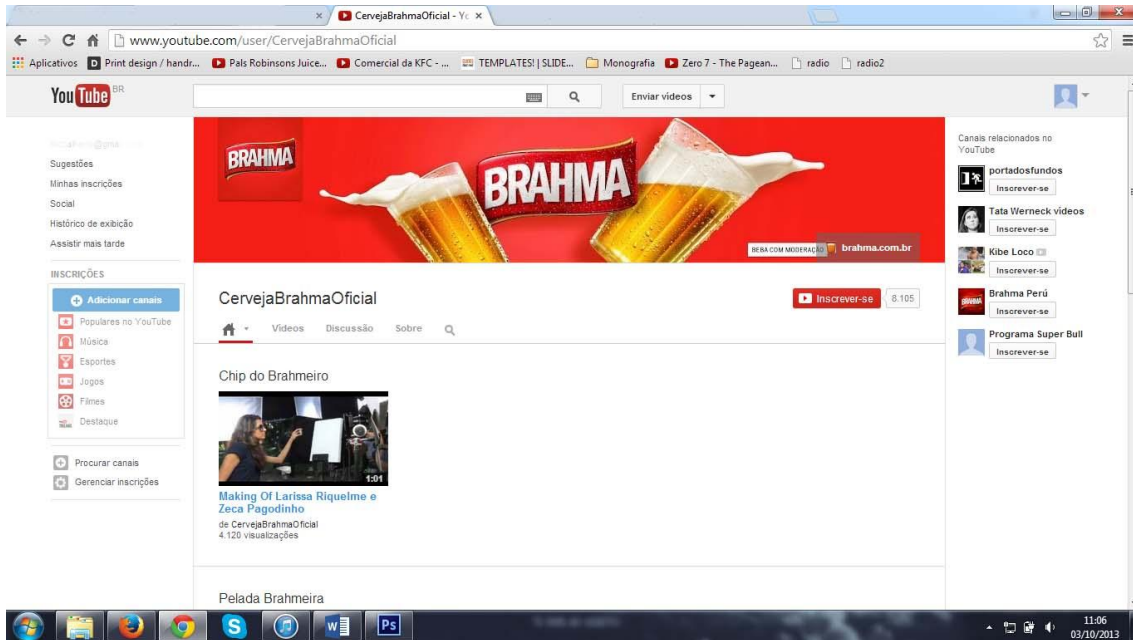 CervejaBrahmaOficial - Yo
www.youtube.com/user/CervejaBrahmaOficial
Aplicativos Print design / handr... Pals Robinsons Juice... Comercial da KFC - ... TEMPLATES! | SLIDE... Monografia Zero 7 - The Pagean... radio radio2
You Tube BR
Enviar vídeos
Sugestões
Minhas inscrições
Social
Histórico de exibição
Assistir mais tarde
INSCRIÇÕES
Adicionar canais
Populares no YouTube
Música
Esportes
Jogos
Filmes
Destaque
Procurar canais
Gerenciar inscrições
BRAHMA
BRAHMA
BEBA COM MODERAÇÃO
brahma.com.br
CervejaBrahmaOficial
Inscrever-se 8.105
Vídeos Discussão Sobre
Chip do Brahmeiro
1:01
Making Of Larissa Riquelme e
Zeca Pagodinho
de CervejaBrahmaOficial
4.120 visualizações
Pelada Brahmeira
Canais relacionados no
YouTube
portadosfundos
Inscrever-se
Tata Werneck vídeos
Inscrever-se
Kibe Loco
Inscrever-se
BRAHMA
Brahma Perú
Inscrever-se
Programa Super Bull
Inscrever-se
S
W
Ps
11:06
03/10/2013